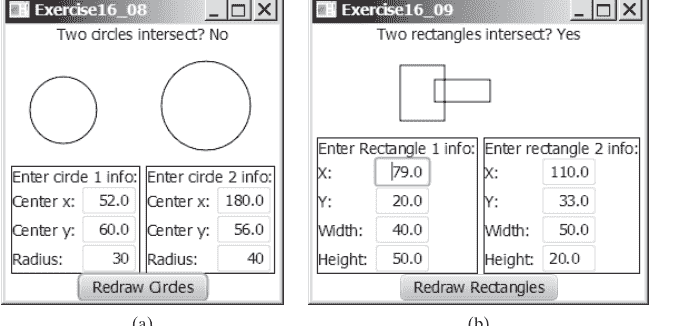 Exercise16_08
Two circles intersect? No
Enter circle 1 info:
Center x: 52.0
Center y: 60.0
Radius: 30
Enter circle 2 info:
Center x: 180.0
Center y: 56.0
Radius: 40
Redraw Circles
(a)
Exercise16_09
Two rectangles intersect? Yes
Enter Rectangle 1 info:
X: 79.0
Y: 20.0
Width: 40.0
Height: 50.0
Enter rectangle 2 info:
X: 110.0
Y: 33.0
Width: 50.0
Height: 20.0
Redraw Rectangles
(b)